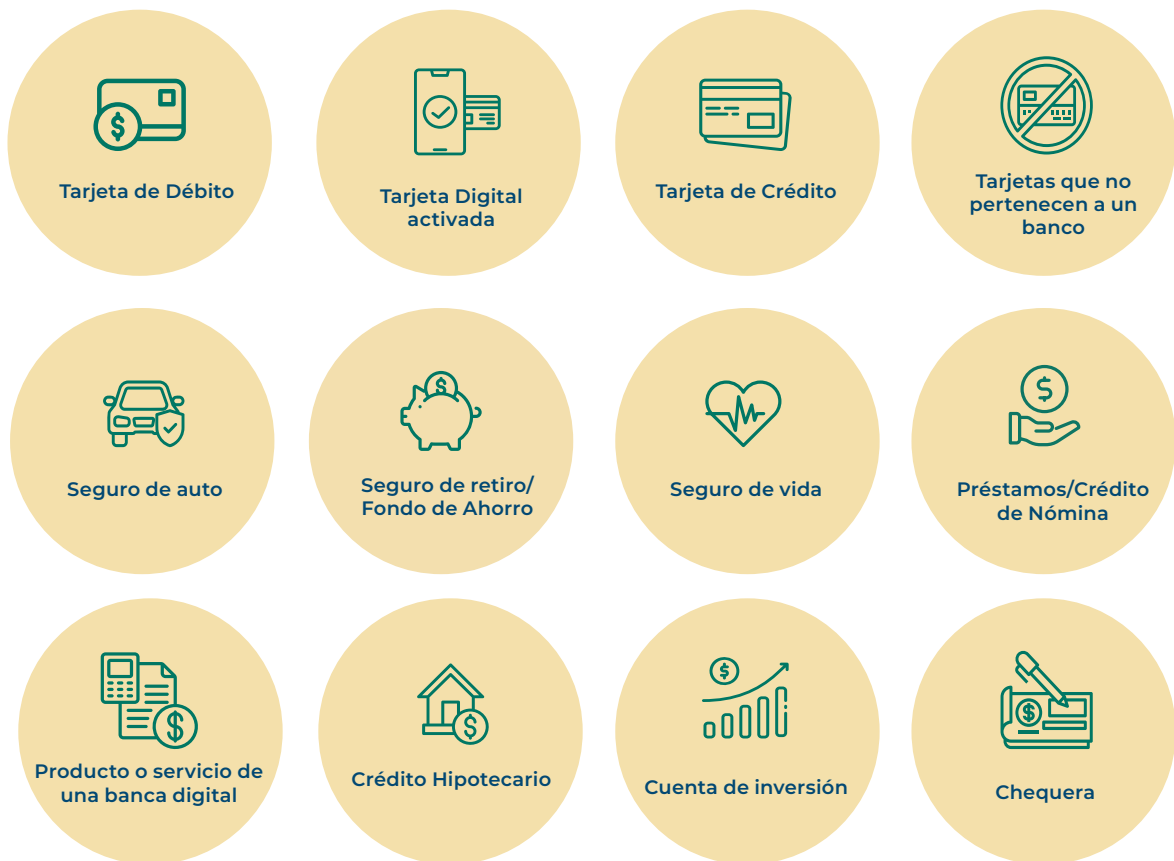 Tarjeta de Débito
Tarjeta Digital
activada
Tarjeta de Crédito
Tarjetas que no
pertenecen a un
banco
Seguro de auto
Seguro de retiro/
Fondo de Ahorro
Seguro de vida
Préstamos/Crédito
de Nómina
Producto o servicio de
una banca digital
Crédito Hipotecario
Cuenta de inversión
Chequera